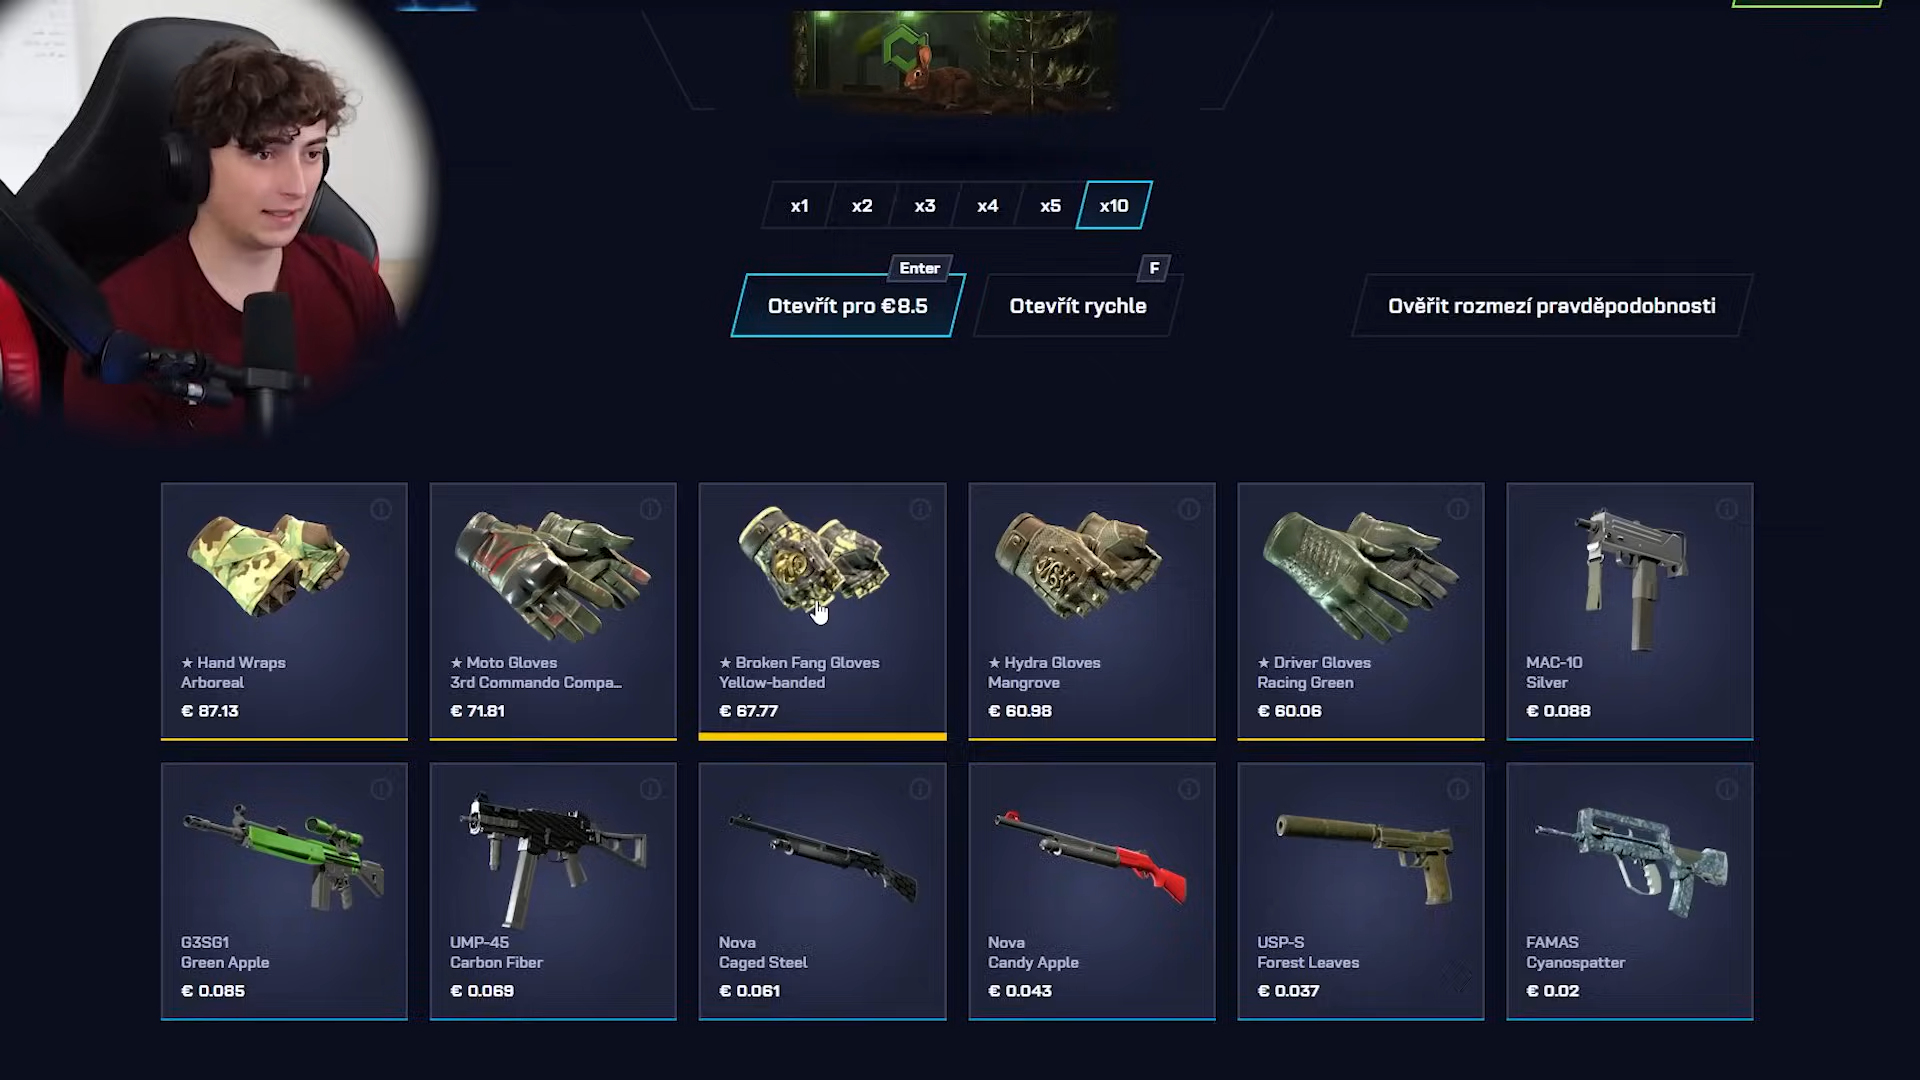 x1
x2
x3
x4
x5
x10
Enter
F
Otevřít pro €8.5
Otevřít rychle
Ověřit rozmezí pravděpodobnosti
★ Hand Wraps
Arboreal
€ 87.13
★ Moto Gloves
3rd Commando Compa...
€ 71.81
★ Broken Fang Gloves
Yellow-banded
€ 67.77
★ Hydra Gloves
Mangrove
€ 60.98
★ Driver Gloves
Racing Green
€ 60.06
MAC-10
Silver
€ 0.088
G3SG1
Green Apple
€ 0.085
UMP-45
Carbon Fiber
€ 0.069
Nova
Caged Steel
€ 0.061
Nova
Candy Apple
€ 0.043
USP-S
Forest Leaves
€ 0.037
FAMAS
Cyanospatter
€ 0.02